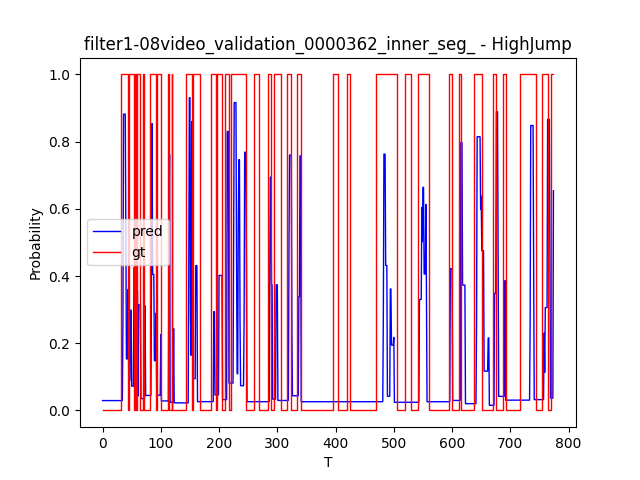 filter1-08video_validation_0000362_inner_seg_ - HighJump
1.0
0.8
0.6
0.4
0.2
0.0
Probability
pred
gt
0 100 200 300 400 500 600 700 800
T